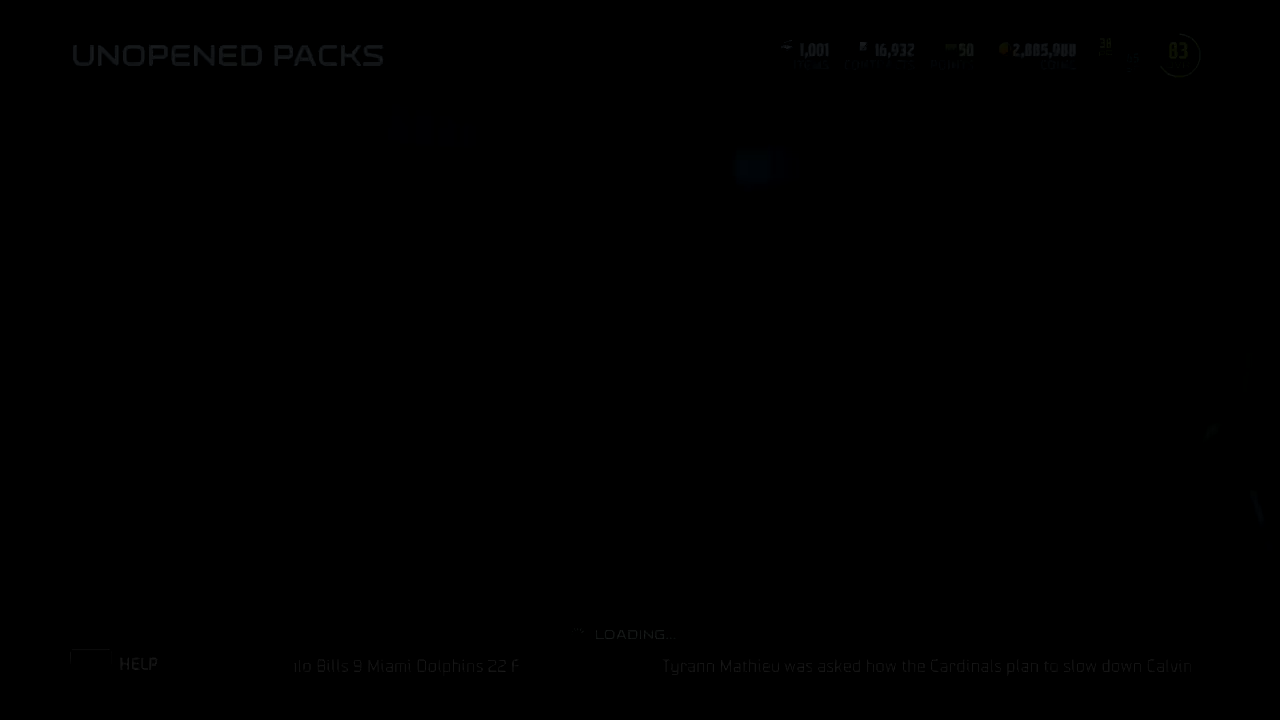 UNOPENED PACKS
1,001 16,932 50 2,885,988 38 83
LOADING...
HELP
Bills 9 Miami Dolphins 22 F
Tyrann Mathieu was asked how the Cardinals plan to slow down Calvin